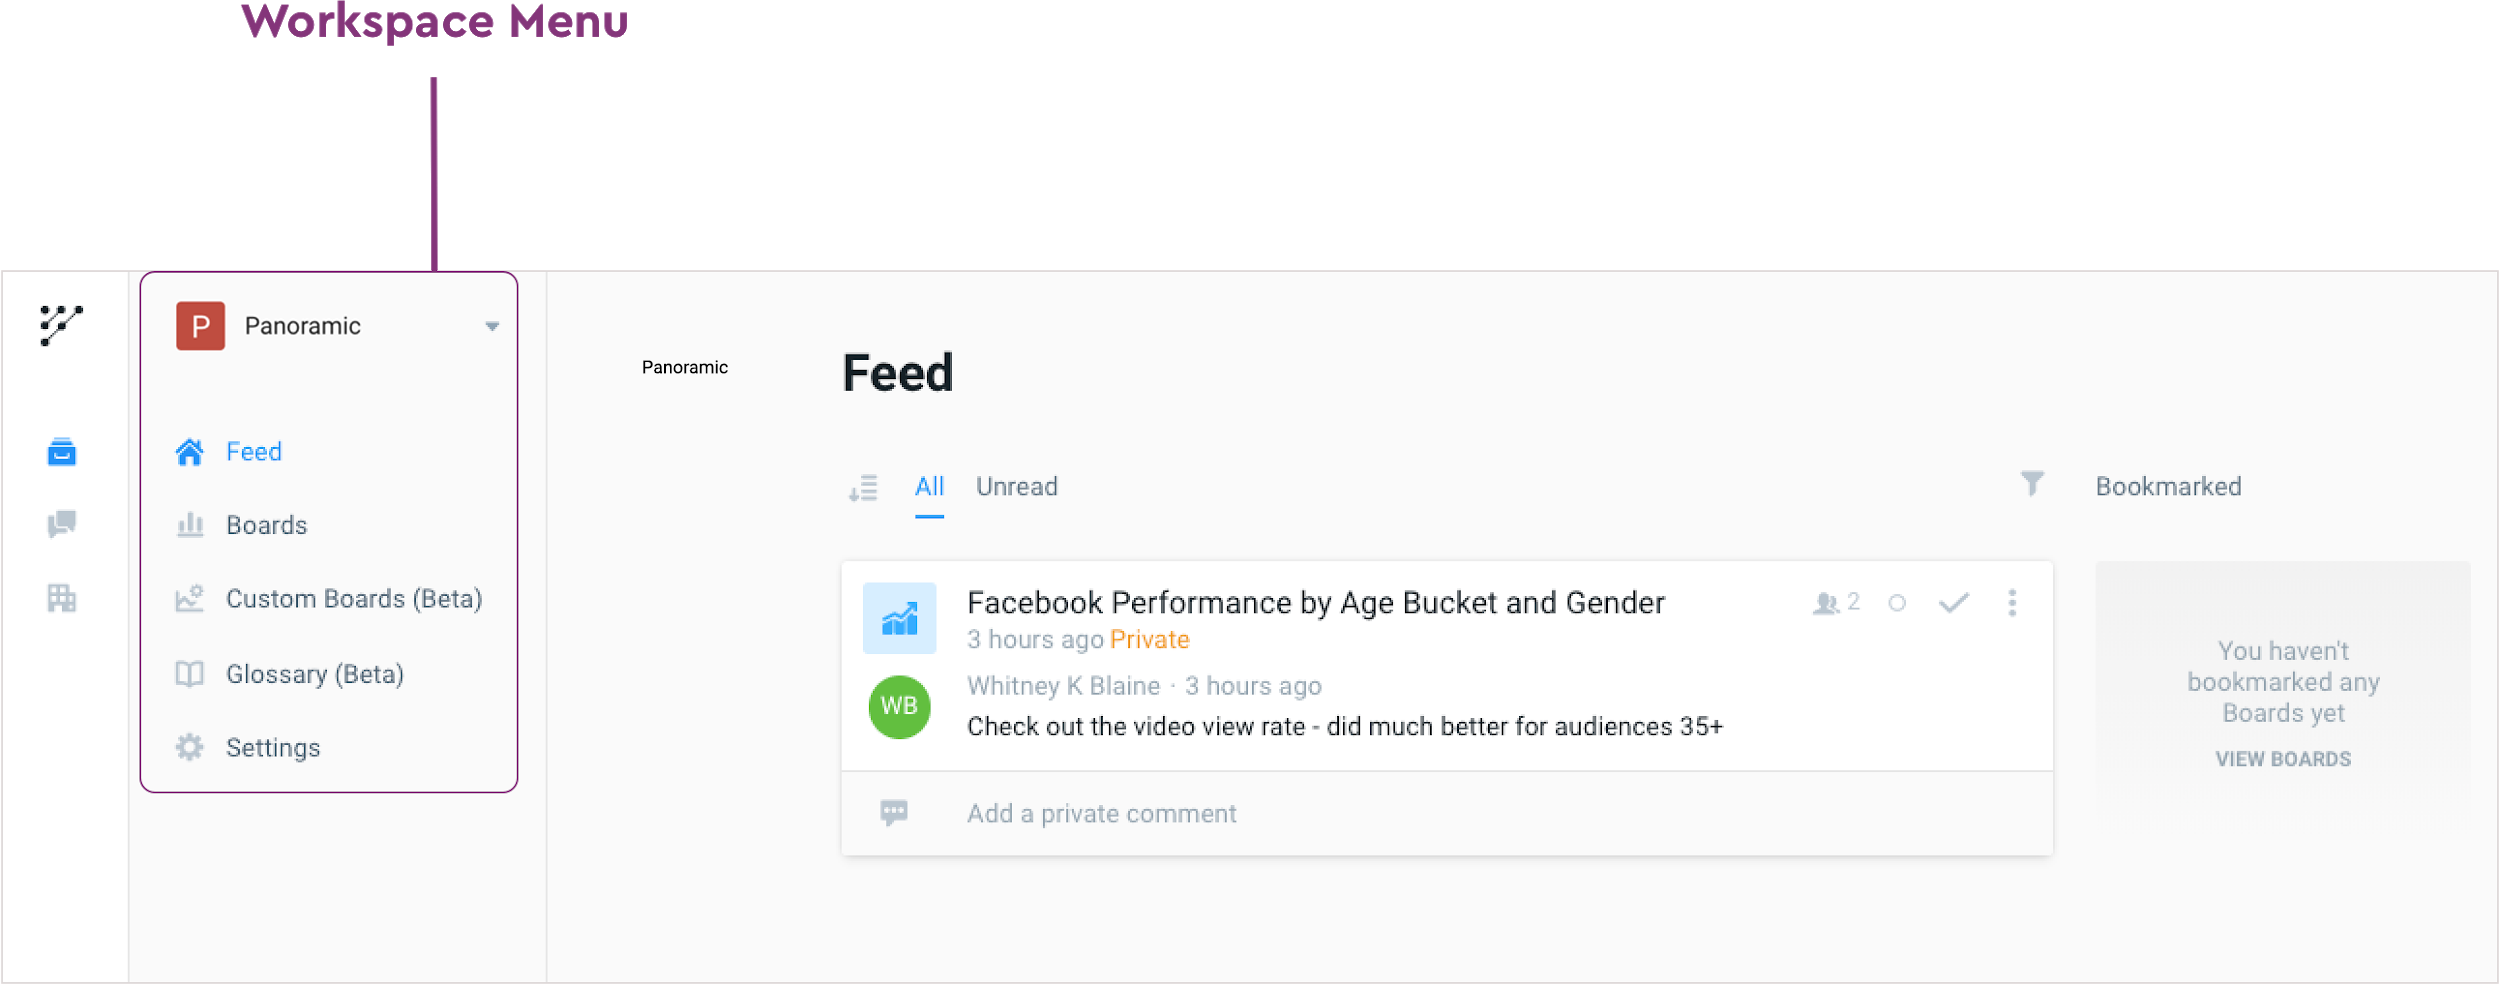 Workspace Menu
P Panoramic
Feed
Boards
Custom Boards (Beta)
Glossary (Beta)
Settings
Panoramic
Feed
All Unread
Bookmarked
Facebook Performance by Age Bucket and Gender
2
3 hours ago Private
WB
Whitney K Blaine · 3 hours ago
Check out the video view rate - did much better for audiences 35+
Add a private comment
You haven't
bookmarked any
Boards yet
VIEW BOARDS